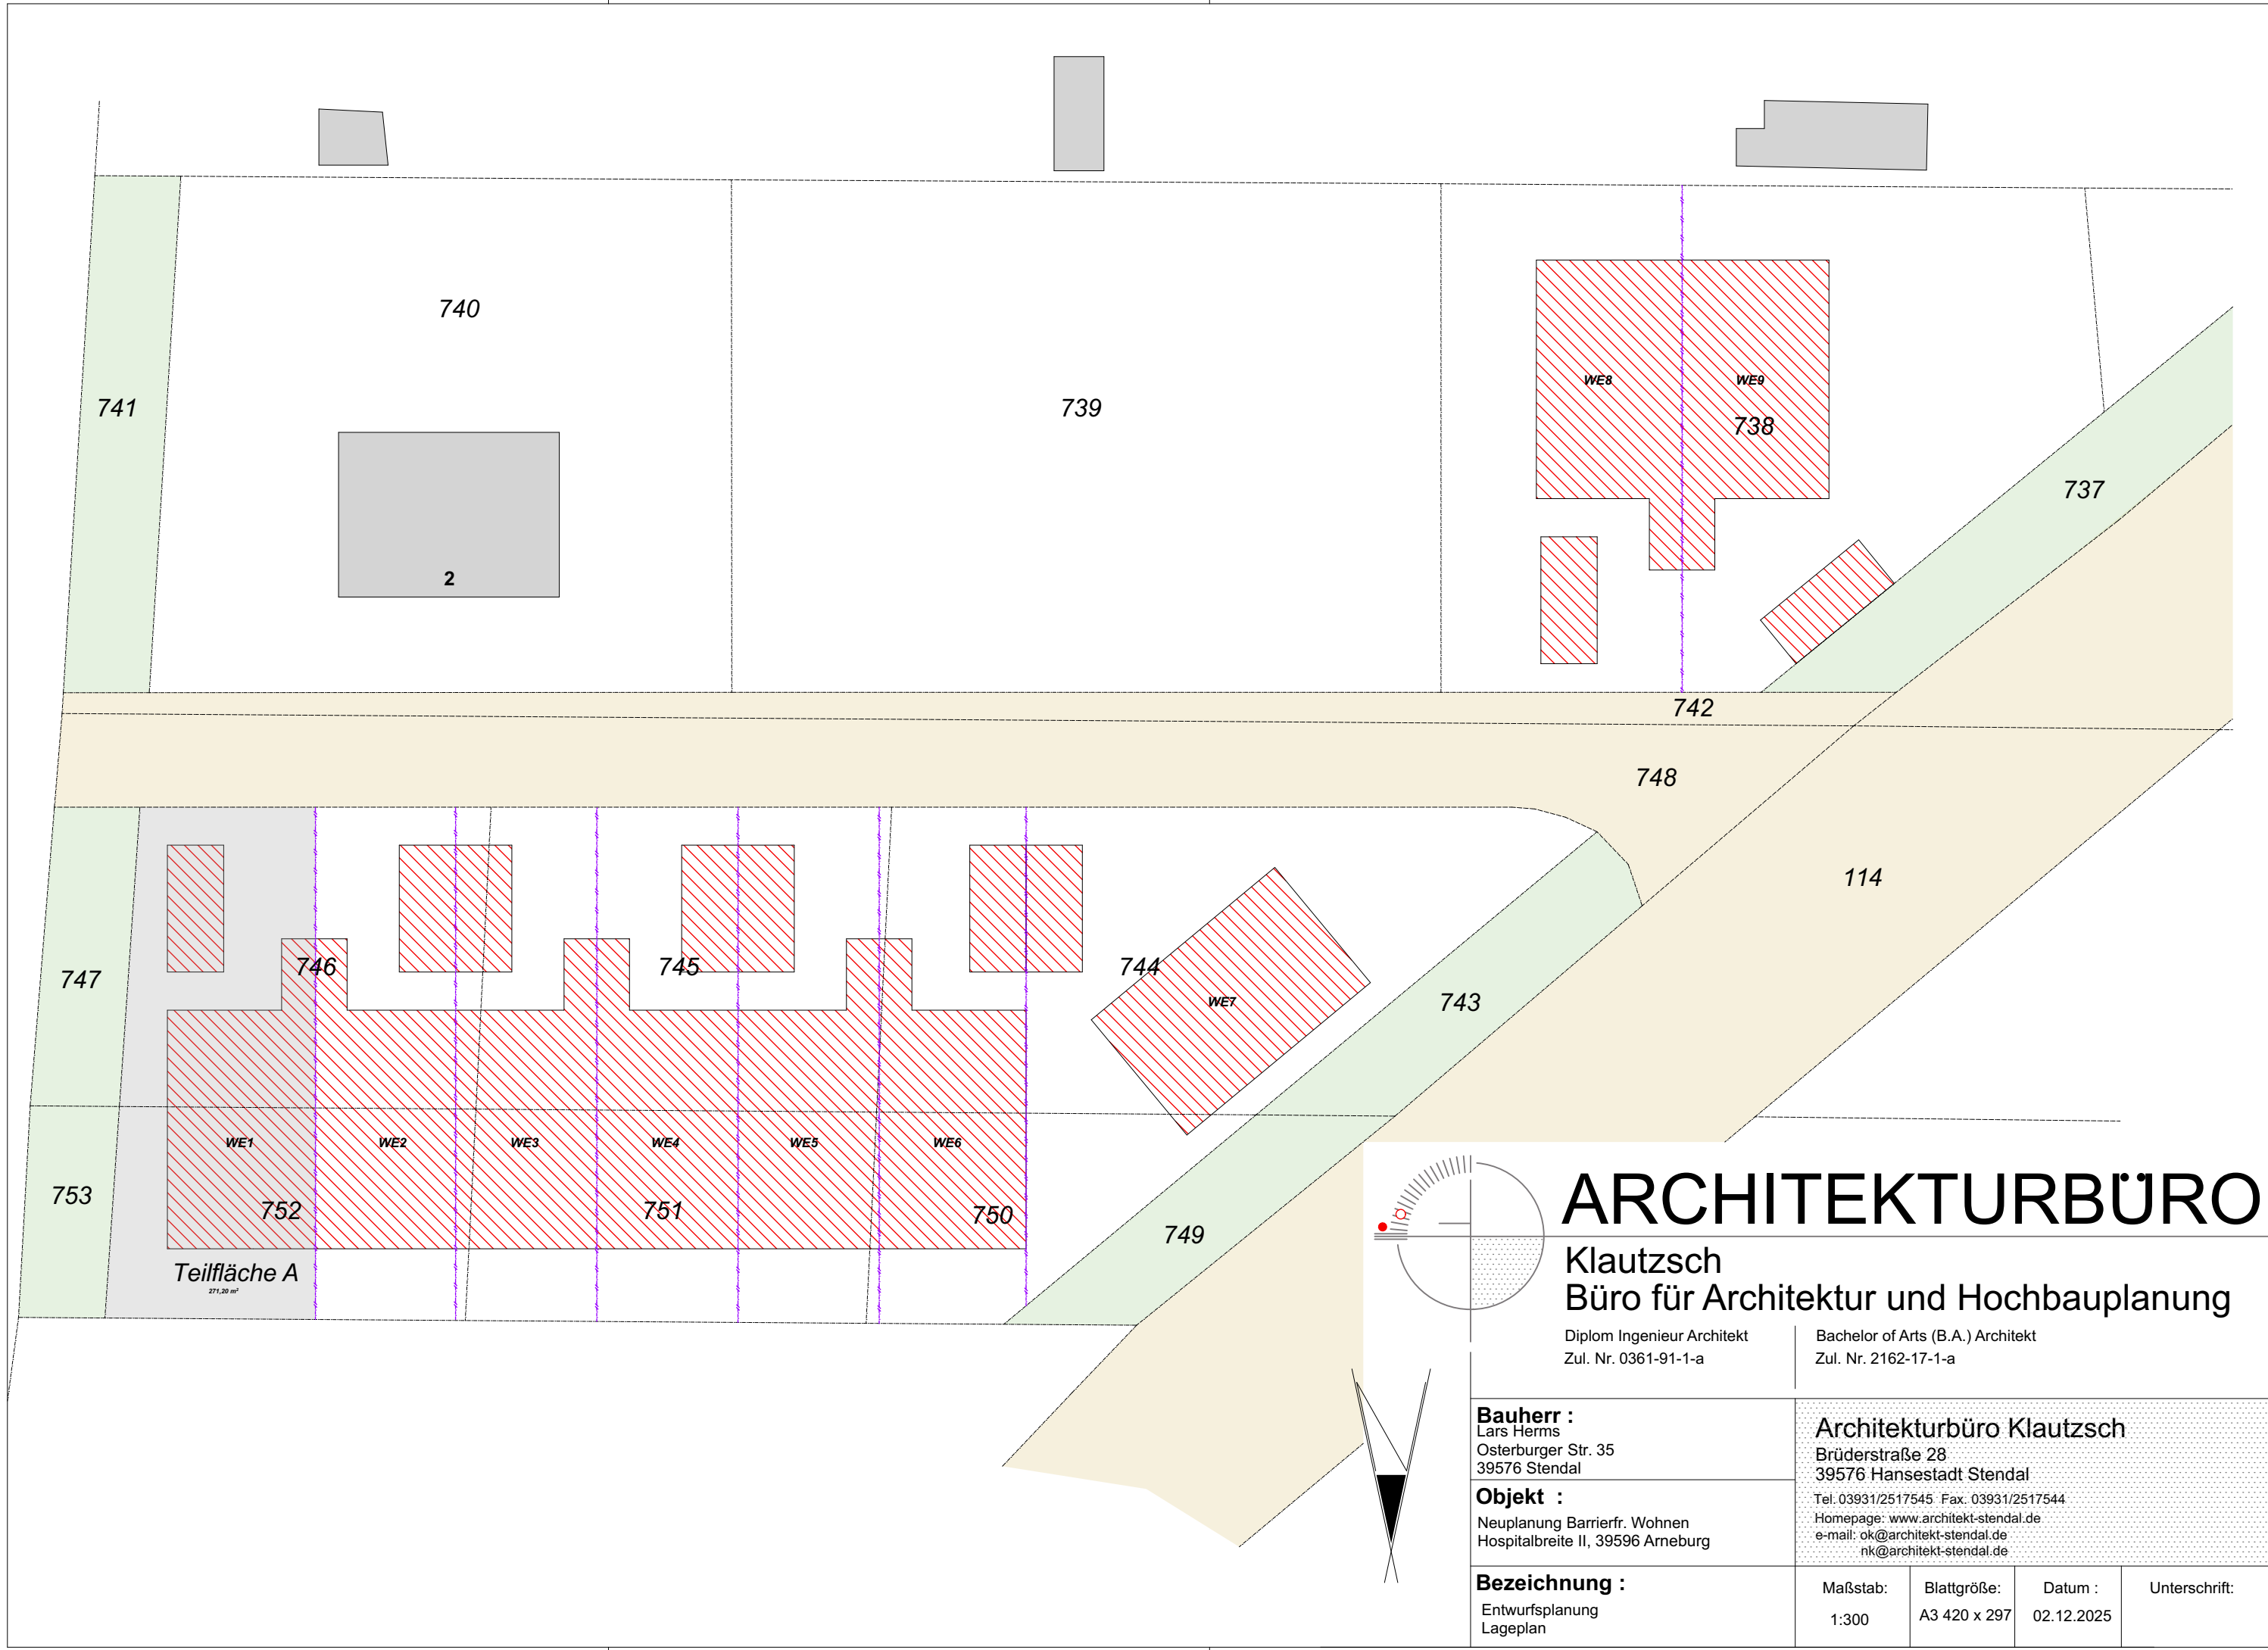 740
741
739
WE8
WE9
738
737
2
742
748
114
746
745
744
747
WE7
743
WE1
WE2
WE3
WE4
WE5
WE6
753
752
751
750
749
Teilfläche A
271,20 m²
ARCHITEKTURBÜRO
Klautzsch
Büro für Architektur und Hochbauplanung
Diplom Ingenieur Architekt
Zul. Nr. 0361-91-1-a
Bachelor of Arts (B.A.) Architekt
Zul. Nr. 2162-17-1-a
Bauherr :
Lars Herms
Osterburger Str. 35
39576 Stendal
Architekturbüro Klautzsch
Brüderstraße 28
39576 Hansestadt Stendal
Tel. 03931/2517545 Fax. 03931/2517544
Homepage: www.architekt-stendal.de
e-mail: ok@architekt-stendal.de
nk@architekt-stendal.de
Objekt :
Neuplanung Barrierfr. Wohnen
Hospitalbreite II, 39596 Arneburg
Bezeichnung :
Entwurfsplanung
Lageplan
Maßstab:
1:300
Blattgröße:
A3 420 x 297
Datum :
02.12.2025
Unterschrift: